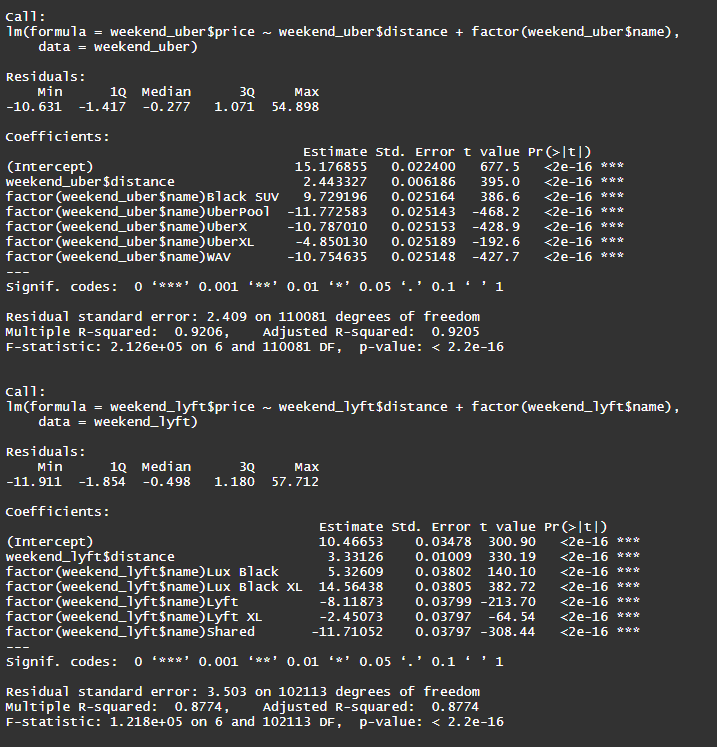 Call:
lm(formula = weekend_uber$price ~ weekend_uber$distance + factor(weekend_uber$name),
    data = weekend_uber)

Residuals:
    Min      1Q  Median      3Q     Max
-10.631  -1.417  -0.277   1.071  54.898

Coefficients:
                                      Estimate Std. Error t value Pr(>|t|)
(Intercept)                          15.176855   0.022400   677.5   <2e-16 ***
weekend_uber$distance                 2.443327   0.006186   395.0   <2e-16 ***
factor(weekend_uber$name)Black SUV    9.729196   0.025164   386.6   <2e-16 ***
factor(weekend_uber$name)UberPool   -11.772583   0.025143  -468.2   <2e-16 ***
factor(weekend_uber$name)UberX      -10.787010   0.025153  -428.9   <2e-16 ***
factor(weekend_uber$name)UberXL      -4.850130   0.025189  -192.6   <2e-16 ***
factor(weekend_uber$name)WAV        -10.754635   0.025148  -427.7   <2e-16 ***
---
Signif. codes:  0 ‘***’ 0.001 ‘**’ 0.01 ‘*’ 0.05 ‘.’ 0.1 ‘ ’ 1

Residual standard error: 2.409 on 110081 degrees of freedom
Multiple R-squared:  0.9206,    Adjusted R-squared:  0.9205
F-statistic: 2.126e+05 on 6 and 110081 DF,  p-value: < 2.2e-16


Call:
lm(formula = weekend_lyft$price ~ weekend_lyft$distance + factor(weekend_lyft$name),
    data = weekend_lyft)

Residuals:
    Min      1Q  Median      3Q     Max
-11.911  -1.854  -0.498   1.180  57.712

Coefficients:
                                       Estimate Std. Error t value Pr(>|t|)
(Intercept)                            10.46653    0.03478  300.90   <2e-16 ***
weekend_lyft$distance                   3.33126    0.01009  330.19   <2e-16 ***
factor(weekend_lyft$name)Lux Black      5.32609    0.03802  140.10   <2e-16 ***
factor(weekend_lyft$name)Lux Black XL  14.56438    0.03805  382.72   <2e-16 ***
factor(weekend_lyft$name)Lyft          -8.11873    0.03799 -213.70   <2e-16 ***
factor(weekend_lyft$name)Lyft XL       -2.45073    0.03797  -64.54   <2e-16 ***
factor(weekend_lyft$name)Shared       -11.71052    0.03797 -308.44   <2e-16 ***
---
Signif. codes:  0 ‘***’ 0.001 ‘**’ 0.01 ‘*’ 0.05 ‘.’ 0.1 ‘ ’ 1

Residual standard error: 3.503 on 102113 degrees of freedom
Multiple R-squared:  0.8774,    Adjusted R-squared:  0.8774
F-statistic: 1.218e+05 on 6 and 102113 DF,  p-value: < 2.2e-16